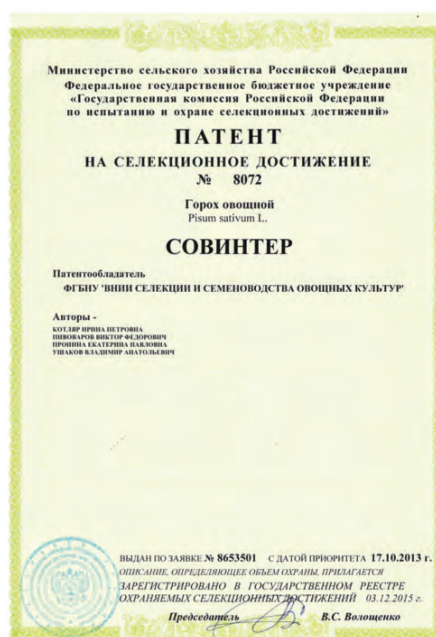 Министерство сельского хозяйства Российской Федерации
Федеральное государственное бюджетное учреждение
«Государственная комиссия Российской Федерации
по испытанию и охране селекционных достижений»
ПАТЕНТ
НА СЕЛЕКЦИОННОЕ ДОСТИЖЕНИЕ
№ 8072
Горох овощной
Pisum sativum L.
СОВИНТЕР
Патентообладатель
ФГБНУ 'ВНИИ СЕЛЕКЦИИ И СЕМЕНОВОДСТВА ОВОЩНЫХ КУЛЬТУР'
Авторы -
КОТЛЯР ИРИНА ПЕТРОВНА
ПИВОВАРОВ ВИКТОР ФЕДОРОВИЧ
ПРОНИНА ЕКАТЕРИНА ПАВЛОВНА
УШАКОВ ВЛАДИМИР АНАТОЛЬЕВИЧ
ВЫДАН ПО ЗАЯВКЕ № 8653501 С ДАТОЙ ПРИОРИТЕТА 17.10.2013 г.
ОПИСАНИЕ, ОПРЕДЕЛЯЮЩЕЕ ОБЪЕМ ОХРАНЫ, ПРИЛАГАЕТСЯ
ЗАРЕГИСТРИРОВАНО В ГОСУДАРСТВЕННОМ РЕЕСТРЕ
ОХРАНЯЕМЫХ СЕЛЕКЦИОННЫХ ДОСТИЖЕНИЙ 03.12.2015 г.
Председатель В.С. Волощенко